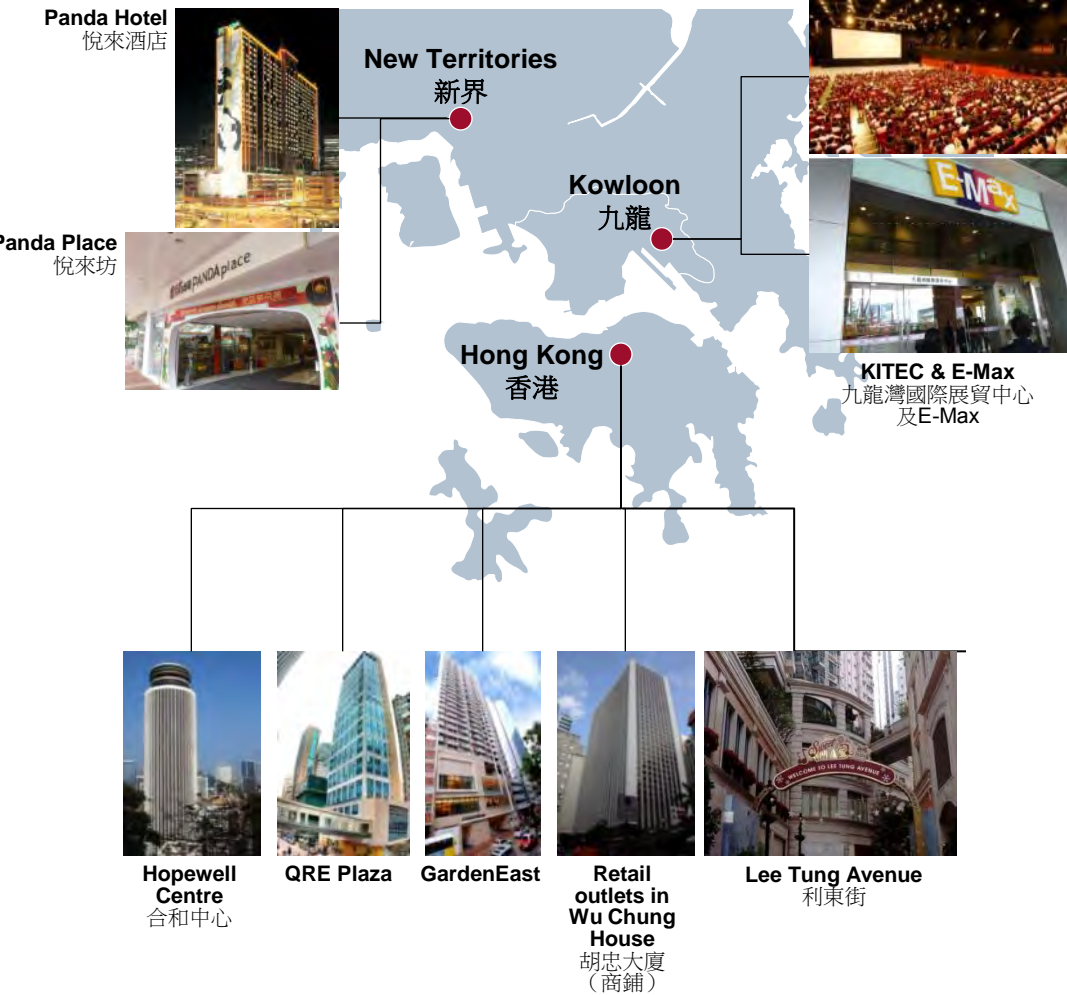 Panda Hotel
悅來酒店
New Territories
新界
E-Max
Kowloon
九龍
Panda Place
悅來坊
PANDA place
Hong Kong
香港
KITEC & E-Max
九龍灣國際展貿中心
及E-Max
WELCOME TO LEE TUNG AVENUE
Hopewell
Centre
合和中心
QRE Plaza
GardenEast
Retail
outlets in
Wu Chung
House
胡忠大廈
（商鋪）
Lee Tung Avenue
利東街